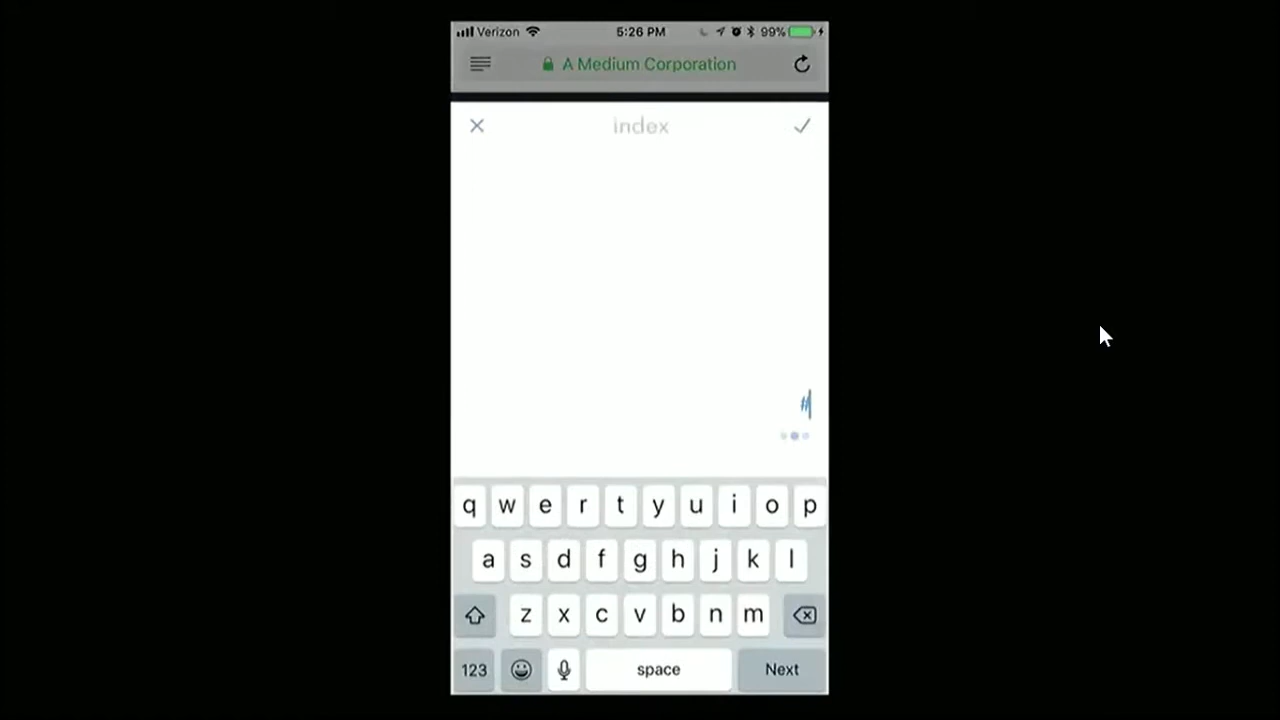 Verizon 5:26 PM 99%
A Medium Corporation
index
#
q w e r t y u i o p
a s d f g h j k l
z x c v b n m
123 space Next